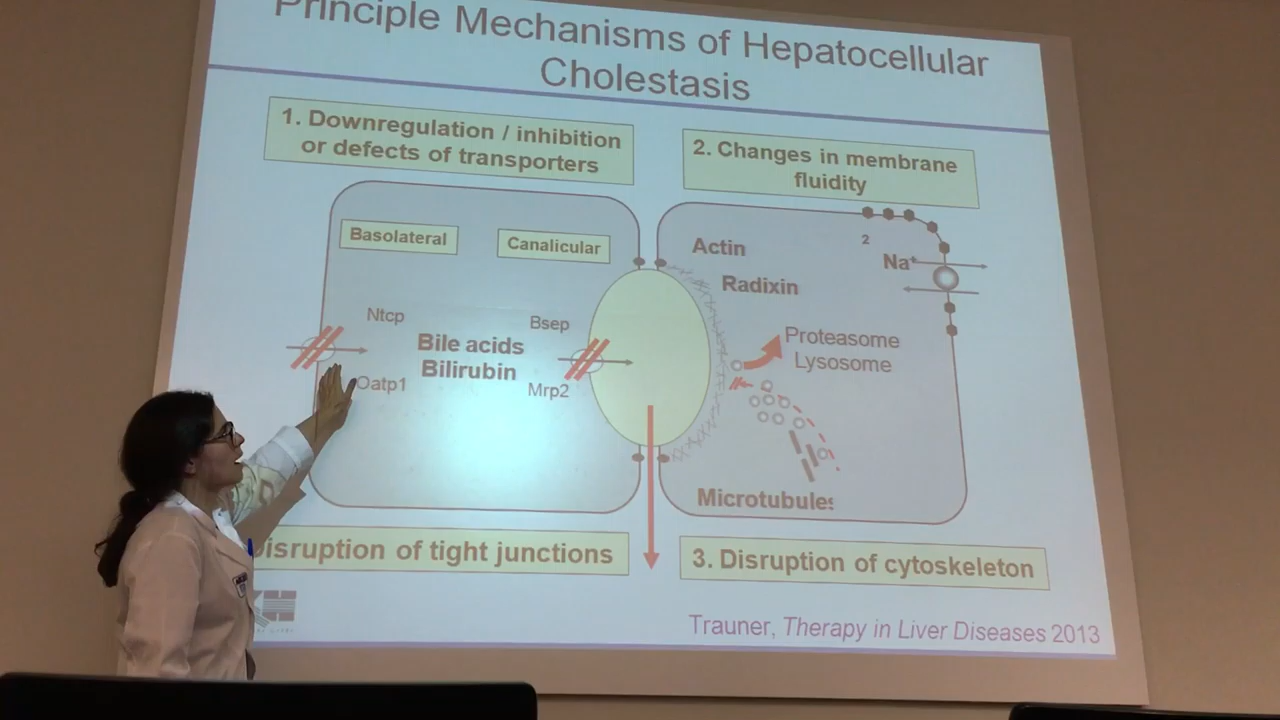 Principle Mechanisms of Hepatocellular
Cholestasis
1. Downregulation / inhibition
or defects of transporters
2. Changes in membrane
fluidity
Basolateral
Canalicular
Ntcp
Bsep
Bile acids
Bilirubin
Oatp1
Mrp2
Actin
Radixin
2
Na+
Proteasome
Lysosome
Microtubules
isruption of tight junctions
3. Disruption of cytoskeleton
Trauner, Therapy in Liver Diseases 2013